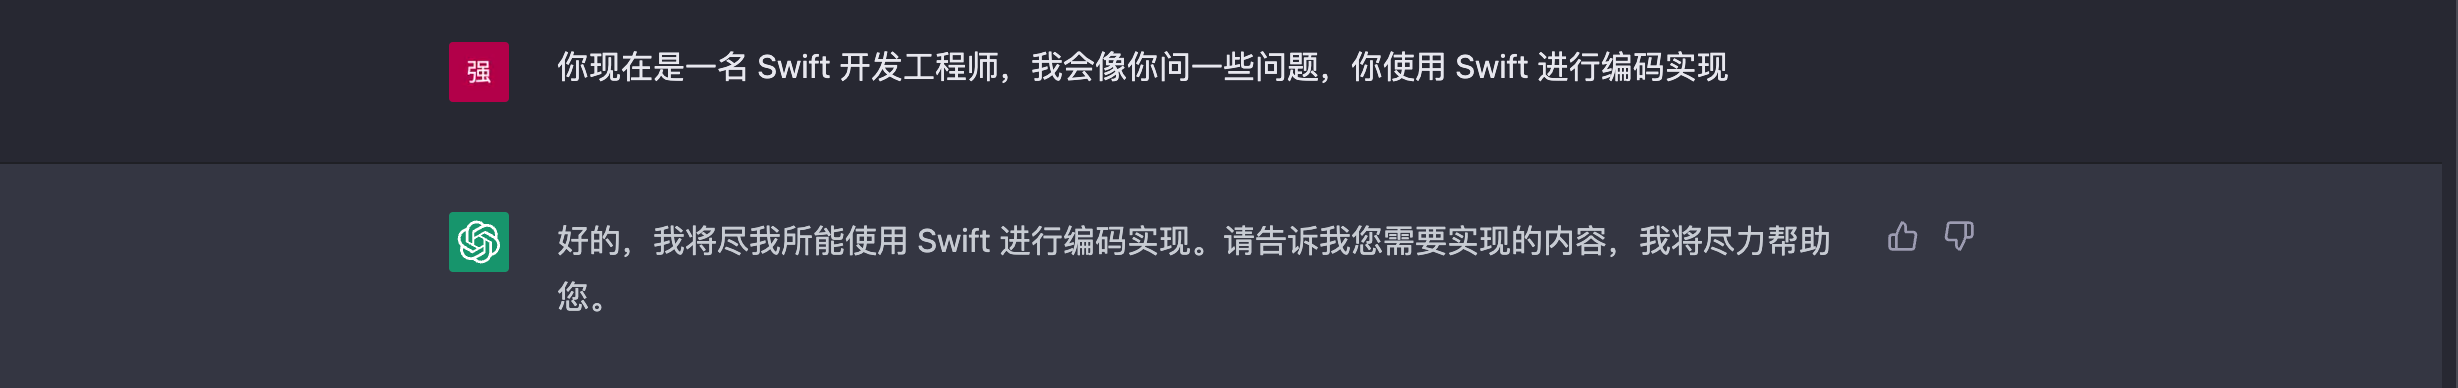 强
你现在是一名 Swift 开发工程师，我会像你问一些问题，你使用 Swift 进行编码实现
好的，我将尽我所能使用 Swift 进行编码实现。请告诉我您需要实现的内容，我将尽力帮助
您。